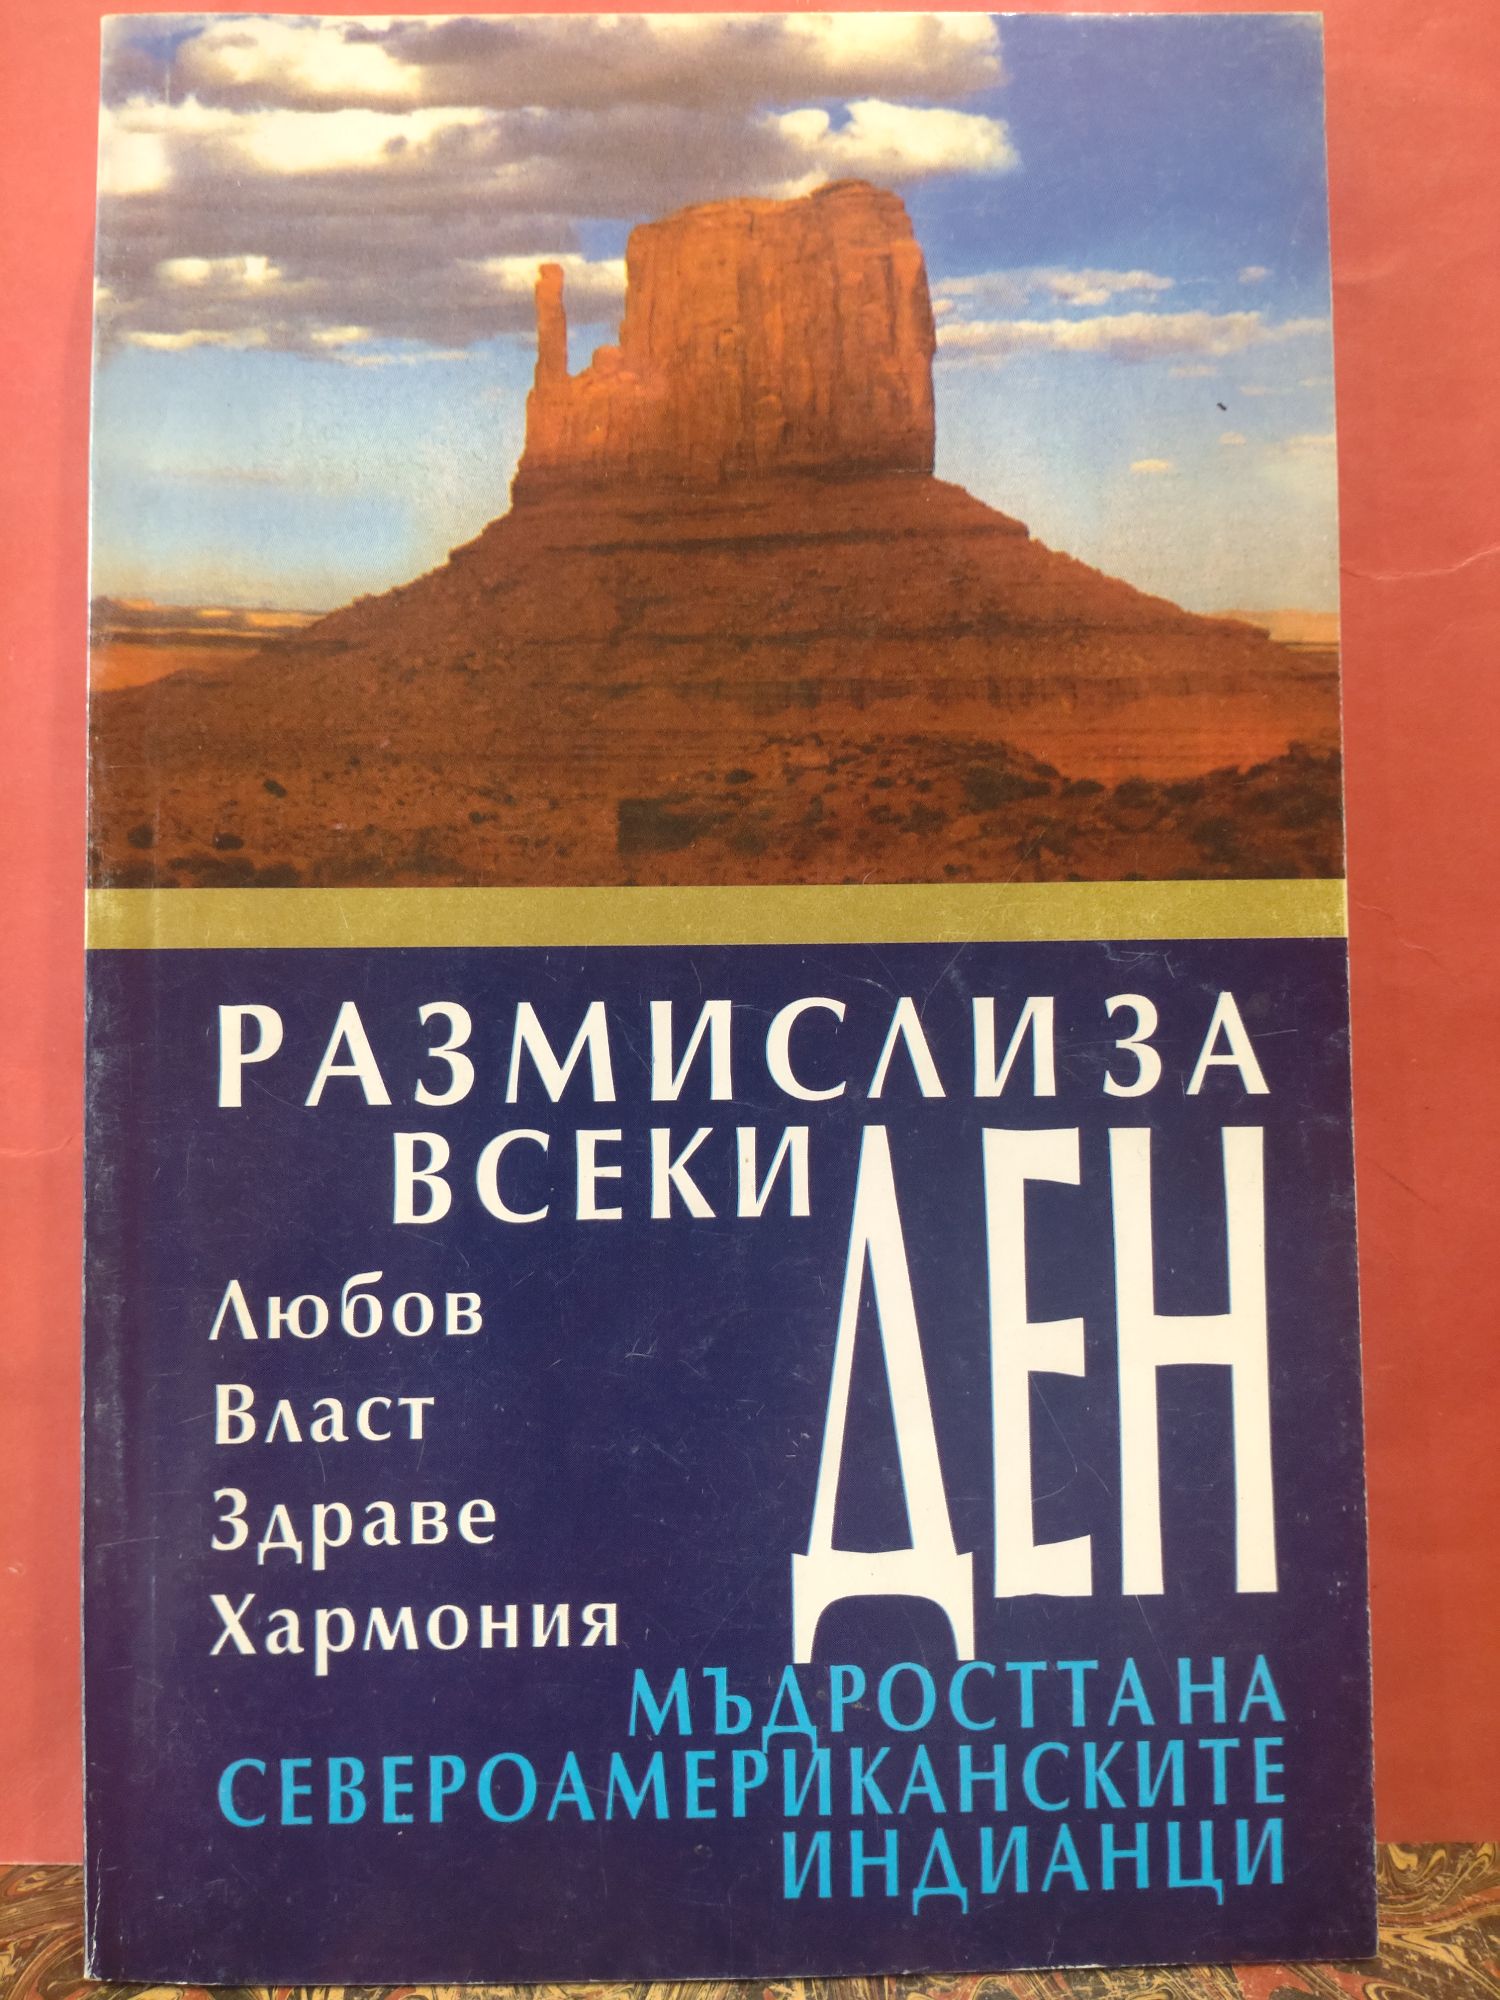 РАЗМИСЛИ ЗА
ВСЕКИ ДЕН
Любов
Власт
Здраве
Хармония
МЪДРОСТТА НА
СЕВЕРОАМЕРИКАНСКИТЕ
ИНДИАНЦИ